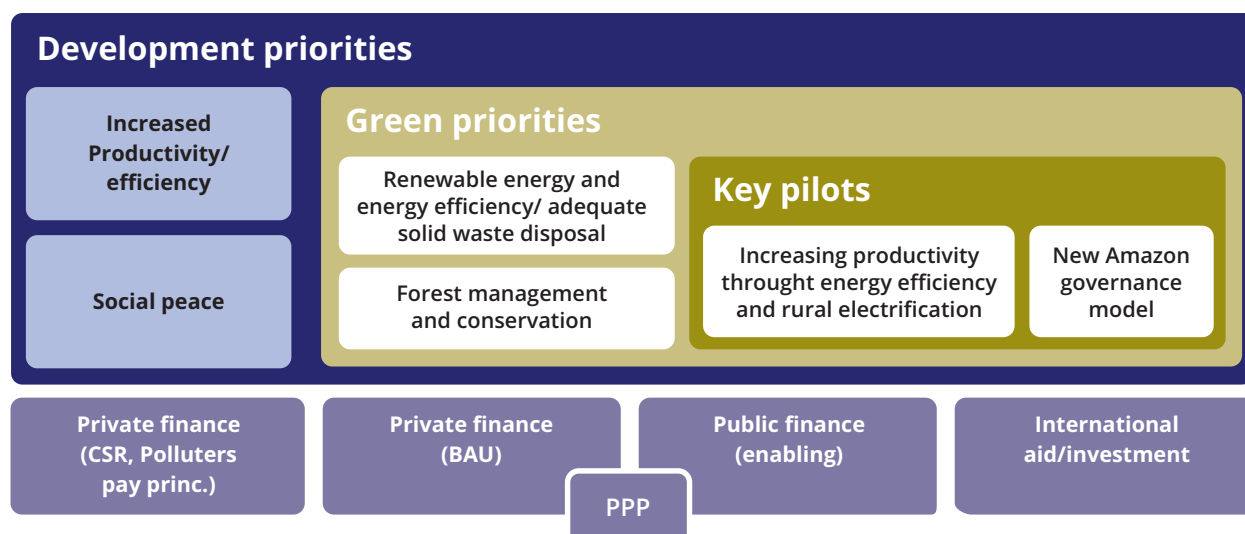 Development priorities
Increased
Productivity/
efficiency
Social peace
Green priorities
Renewable energy and
energy efficiency/ adequate
solid waste disposal
Forest management
and conservation
Key pilots
Increasing productivity
throught energy efficiency
and rural electrification
New Amazon
governance
model
Private finance
(CSR, Polluters
pay princ.)
Private finance
(BAU)
Public finance
(enabling)
International
aid/investment
PPP